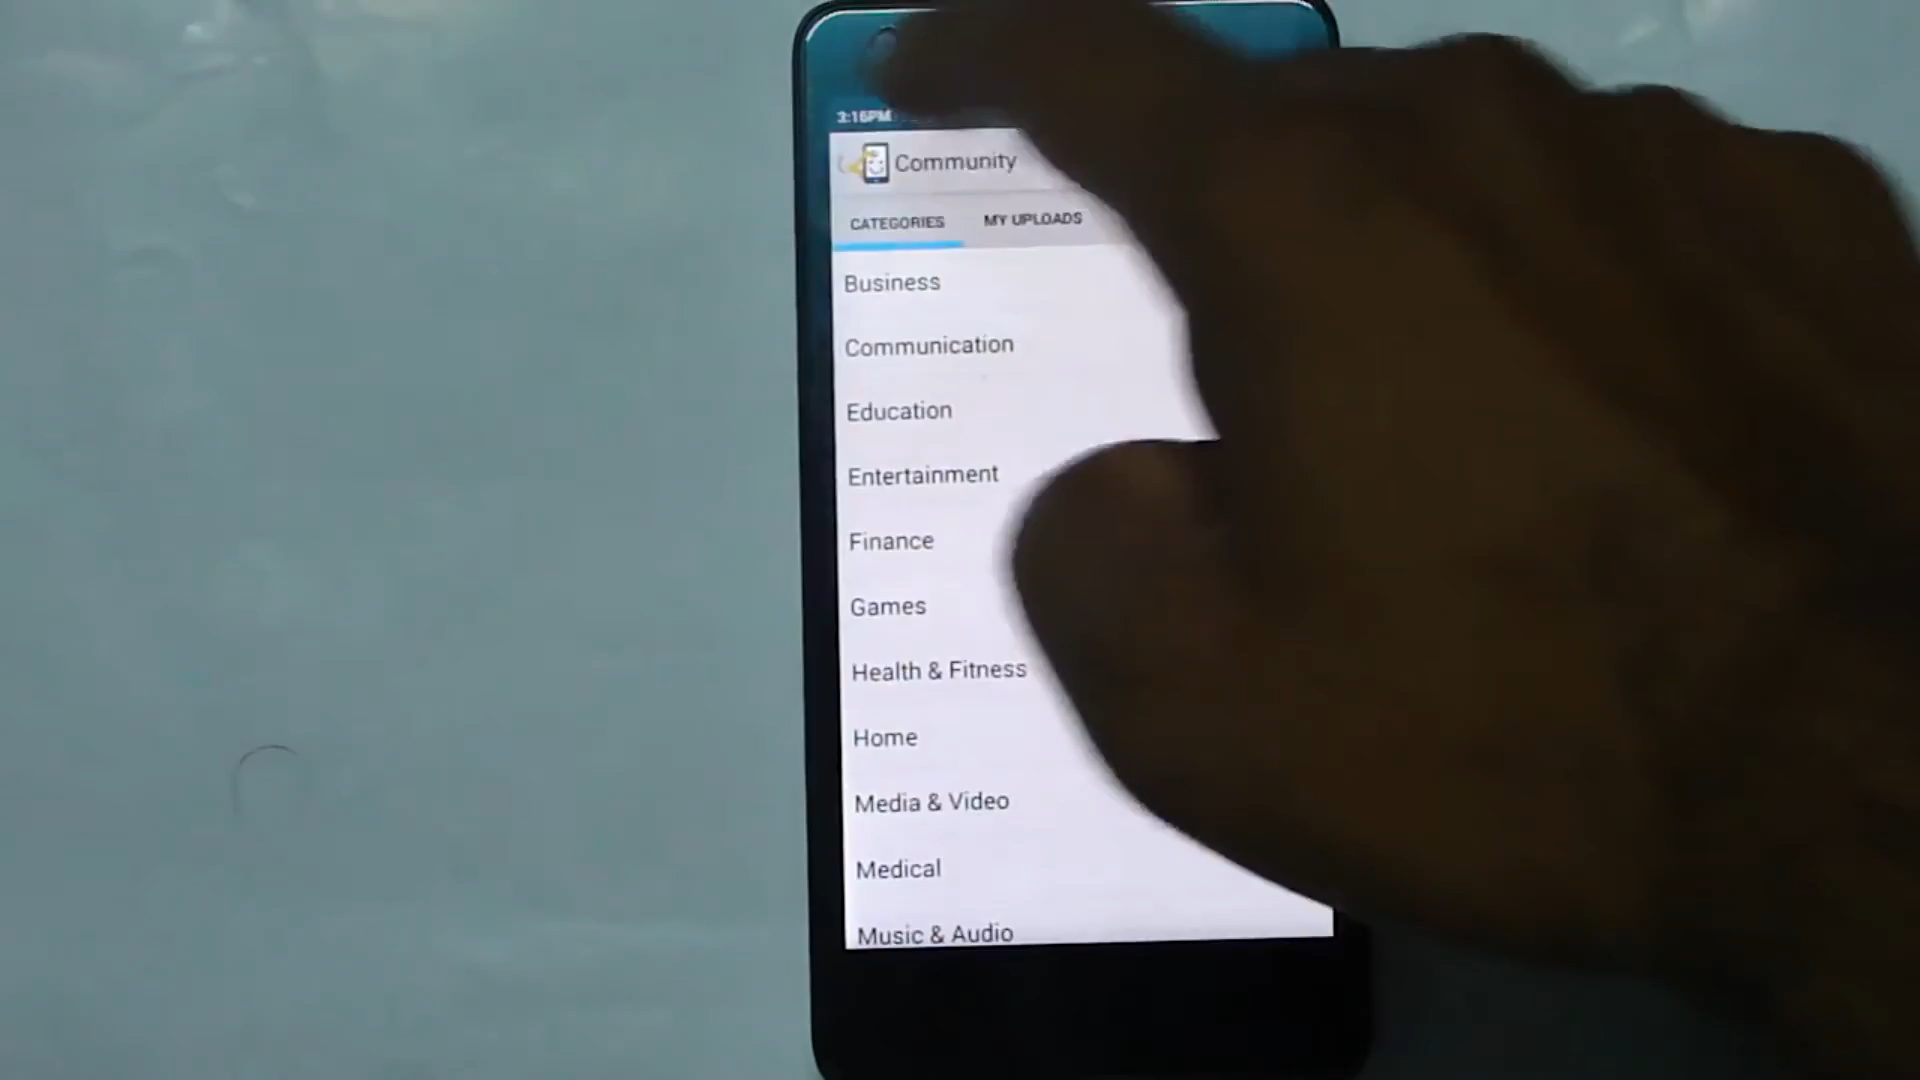 3:16PM
Community
CATEGORIES MY UPLOADS
Business
Communication
Education
Entertainment
Finance
Games
Health & Fitness
Home
Media & Video
Medical
Music & Audio